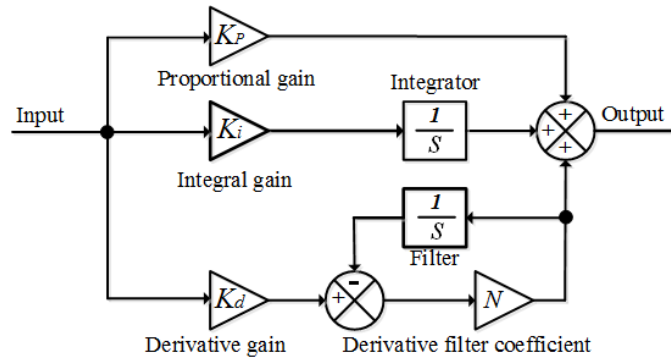 K_P
Proportional gain
Input
K_i
Integral gain
Integrator
1
S
+
+
+
Output
1
S
Filter
K_d
Derivative gain
-
+
N
Derivative filter coefficient